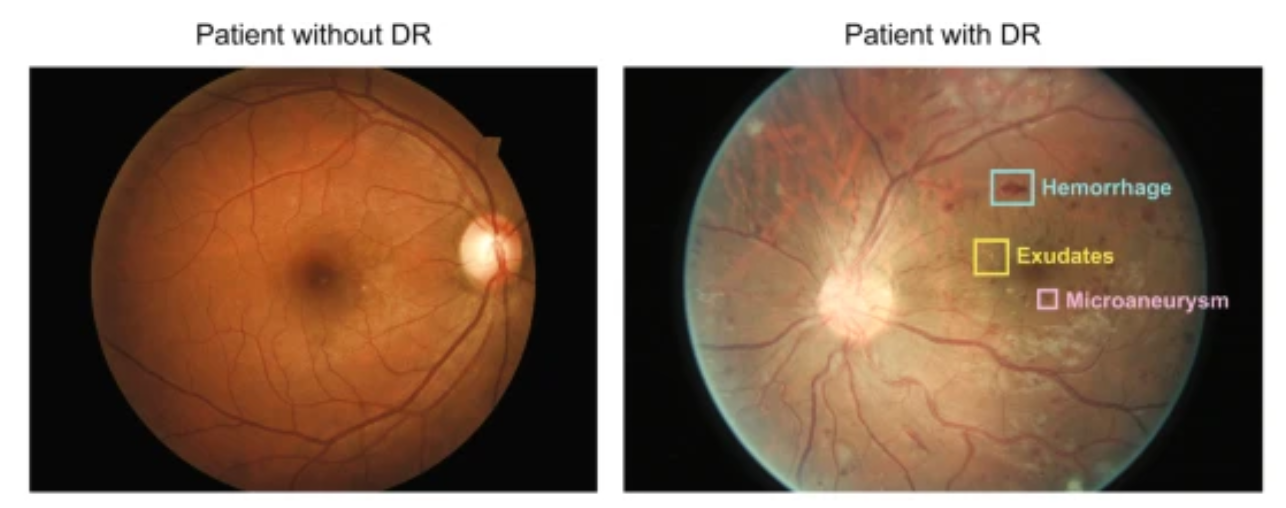 Patient without DR
Patient with DR
Hemorrhage
Exudates
Microaneurysm